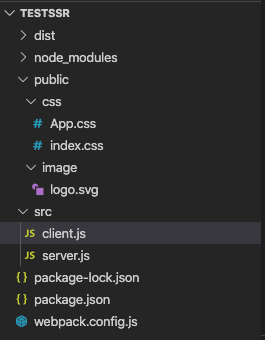 TESTSSR
dist
node_modules
public
css
# App.css
# index.css
image
logo.svg
src
JS client.js
JS server.js
{} package-lock.json
{} package.json
webpack.config.js